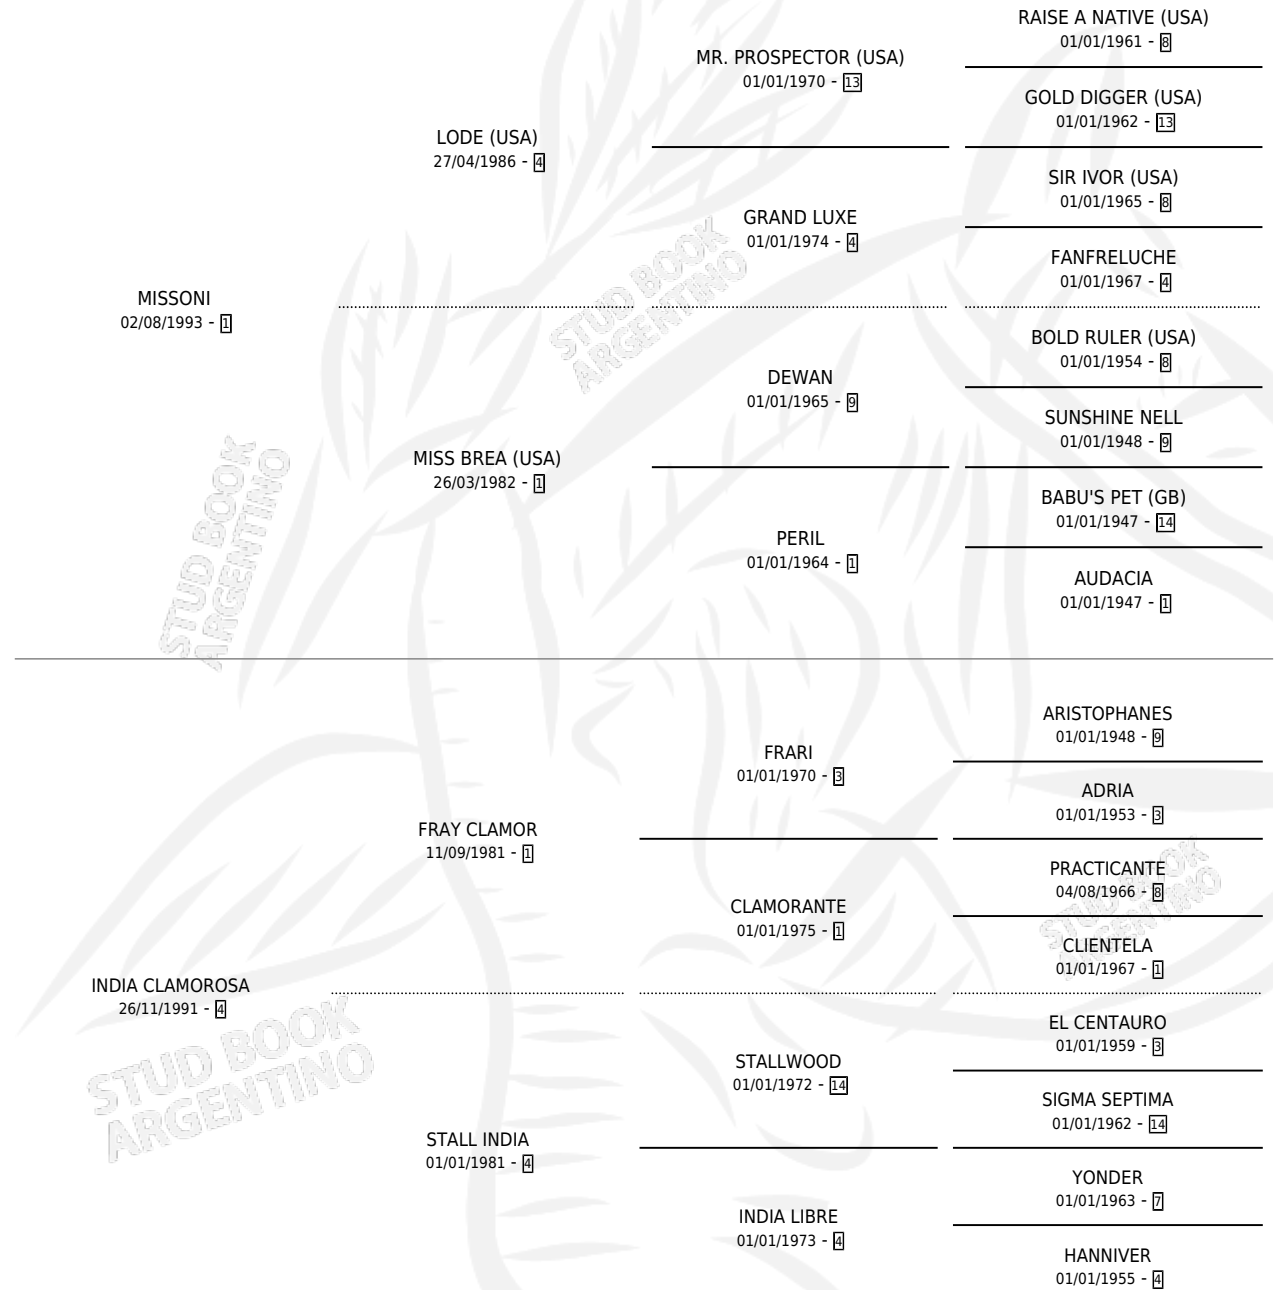 RAISE A NATIVE (USA)
01/01/1961 - 8
MR. PROSPECTOR (USA)
01/01/1970 - 13
GOLD DIGGER (USA)
01/01/1962 - 13
LODE (USA)
27/04/1986 - 4
SIR IVOR (USA)
01/01/1965 - 8
GRAND LUXE
01/01/1974 - 4
FANFRELUCHE
01/01/1967 - 4
MISSONI
02/08/1993 - 1
STUD BOOK
ARGENTINO
BOLD RULER (USA)
01/01/1954 - 8
DEWAN
01/01/1965 - 9
SUNSHINE NELL
01/01/1948 - 9
MISS BREA (USA)
26/03/1982 - 1
BABU'S PET (GB)
01/01/1947 - 14
PERIL
01/01/1964 - 1
AUDACIA
01/01/1947 - 1
STUD BOOK
ARGENTINO
ARISTOPHANES
01/01/1948 - 9
FRARI
01/01/1970 - 3
ADRIA
01/01/1953 - 3
FRAY CLAMOR
11/09/1981 - 1
PRACTICANTE
04/08/1966 - 8
CLAMORANTE
01/01/1975 - 1
CLIENTELA
01/01/1967 - 1
STUD BOOK
ARGENTINO
INDIA CLAMOROSA
26/11/1991 - 4
EL CENTAURO
01/01/1959 - 3
STALLWOOD
01/01/1972 - 14
SIGMA SEPTIMA
01/01/1962 - 14
STUD BOOK
ARGENTINO
STALL INDIA
01/01/1981 - 4
YONDER
01/01/1963 - 7
INDIA LIBRE
01/01/1973 - 4
HANNIVER
01/01/1955 - 4